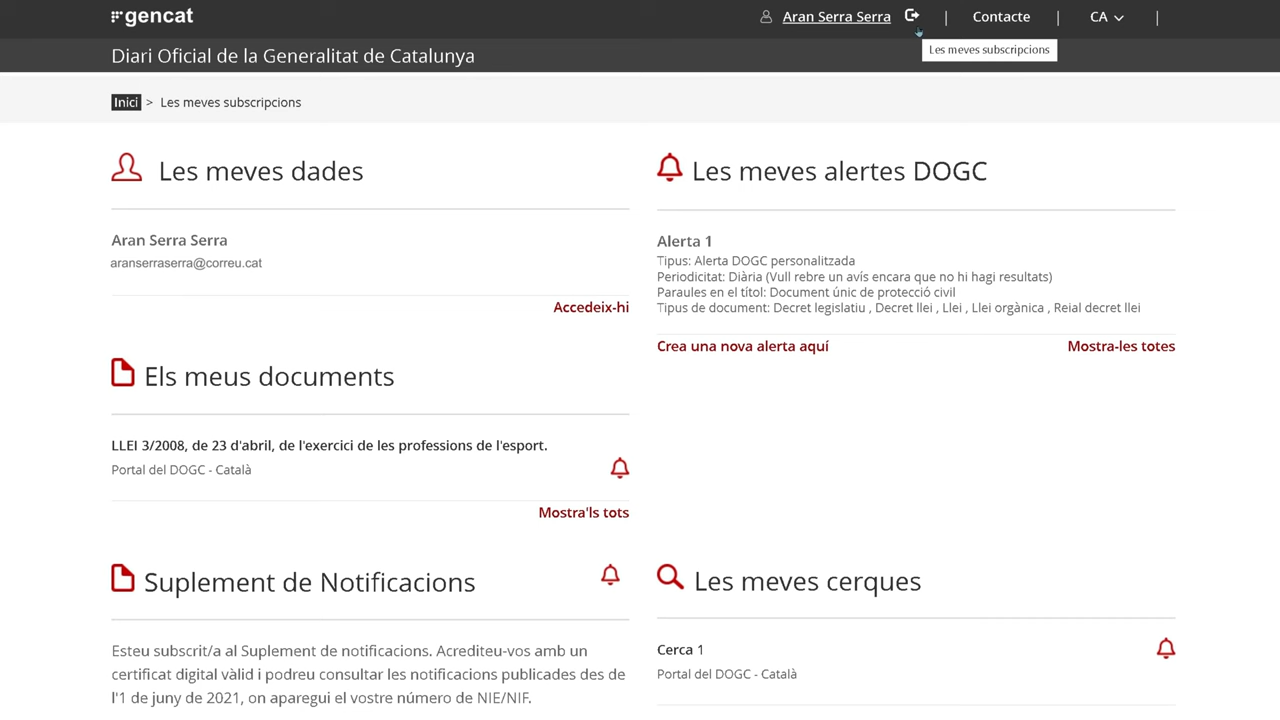 gencat
Aran Serra Serra
Contacte
CA
Les meves subscripcions
Diari Oficial de la Generalitat de Catalunya
Inici > Les meves subscripcions
Les meves dades
Aran Serra Serra
aranserraserra@correu.cat
Accedeix-hi
Les meves alertes DOGC
Alerta 1
Tipus: Alerta DOGC personalitzada
Periodicitat: Diària (Vull rebre un avís encara que no hi hagi resultats)
Paraules en el títol: Document únic de protecció civil
Tipus de document: Decret legislatiu , Decret llei , Llei , Llei orgànica , Reial decret llei
Crea una nova alerta aquí
Mostra-les totes
Els meus documents
LLEI 3/2008, de 23 d'abril, de l'exercici de les professions de l'esport.
Portal del DOGC - Català
Mostra'ls tots
Suplement de Notificacions
Esteu subscrit/a al Suplement de notificacions. Acrediteu-vos amb un
certificat digital vàlid i podreu consultar les notificacions publicades des de
l'1 de juny de 2021, on aparegui el vostre número de NIE/NIF.
Les meves cerques
Cerca 1
Portal del DOGC - Català